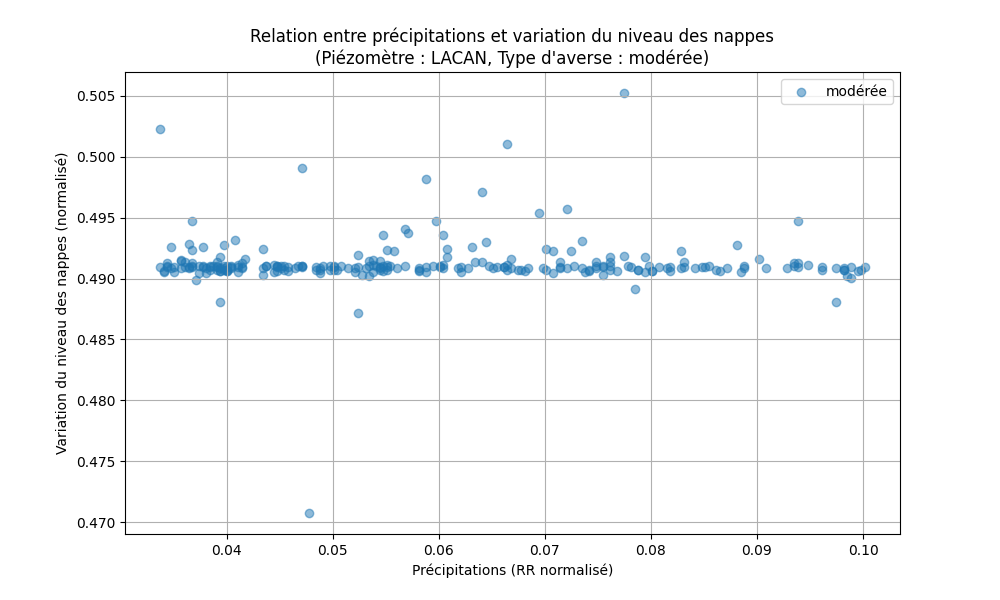 Relation entre précipitations et variation du niveau des nappes
(Piézomètre : LACAN, Type d'averse : modérée)
modérée
Variation du niveau des nappes (normalisé)
0.505
0.500
0.495
0.490
0.485
0.480
0.475
0.470
0.04 0.05 0.06 0.07 0.08 0.09 0.10
Précipitations (RR normalisé)